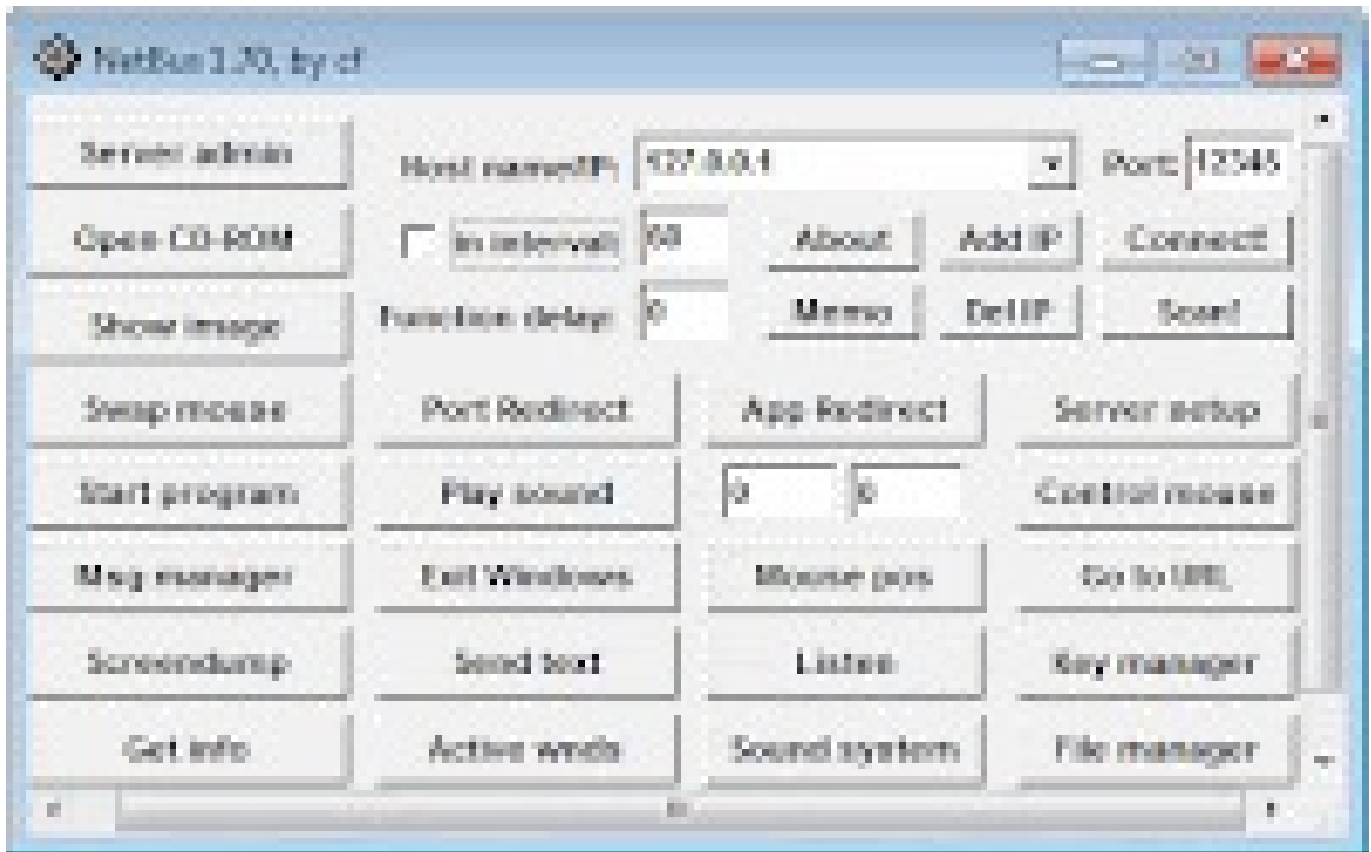 NetBus 1.70, by cf
Server admin Host name/IP: 127.0.0.1 Port: 12345
Open CD-ROM in interval: 60 About Add IP Connect!
Show image Function delay: 0 Memo Del IP Scan!
Swap mouse Port Redirect App Redirect Server setup
Start program Play sound 0 0 Control mouse
Msg manager Exit Windows Mouse pos Go to URL
Screendump Send text Listen Key manager
Get info Active wnds Sound system File manager